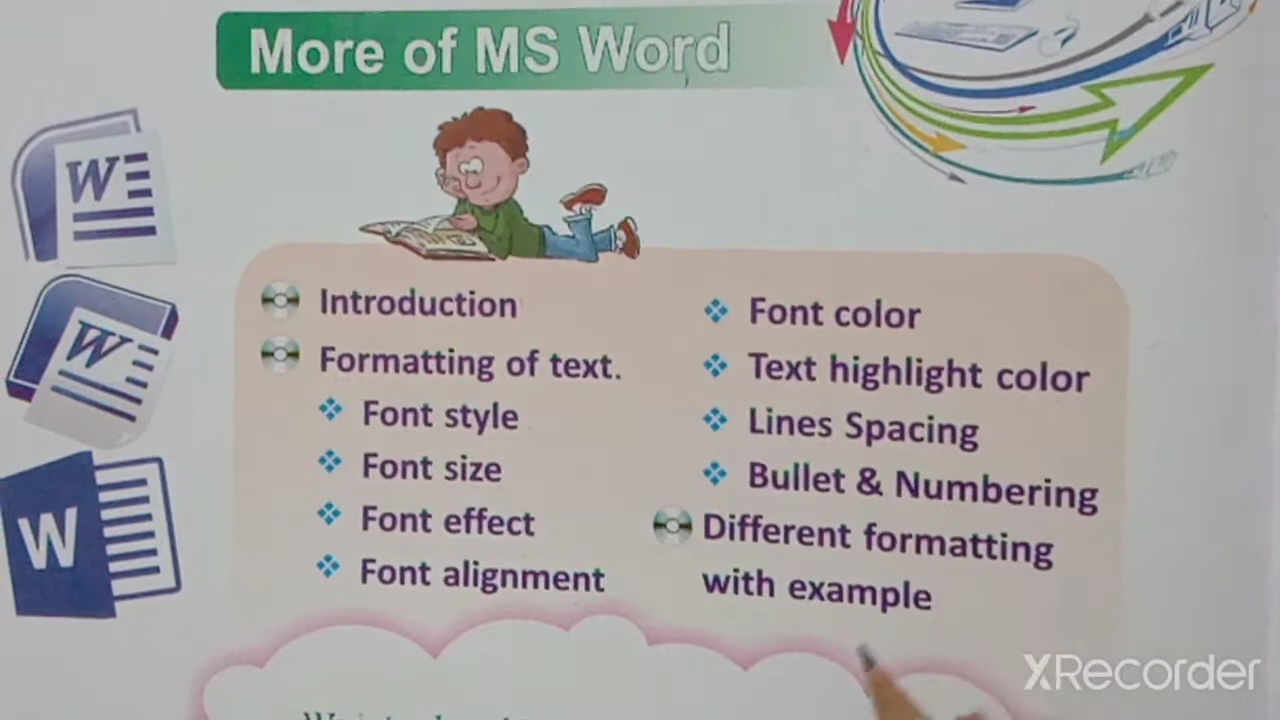 More of MS Word
Introduction
Formatting of text.
Font style
Font size
Font effect
Font alignment
Font color
Text highlight color
Lines Spacing
Bullet & Numbering
Different formatting
with example
W
W
W
XRecorder